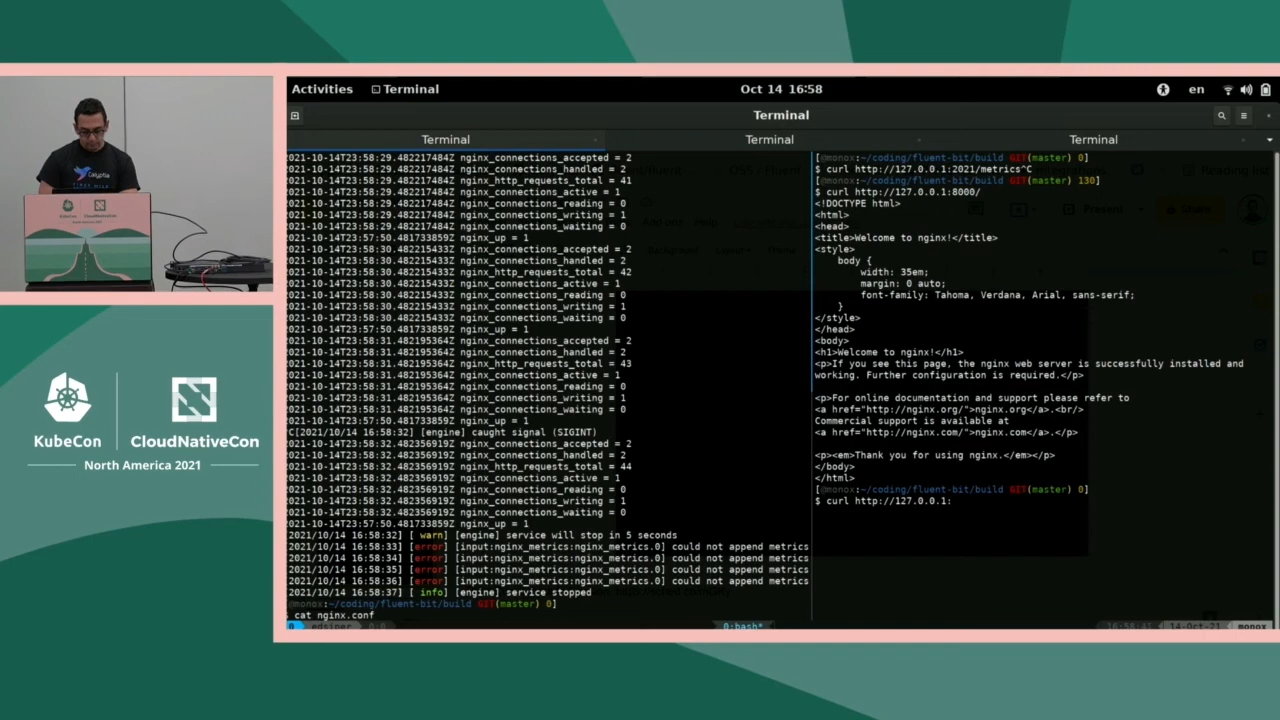 Activities
Terminal
Oct 14 16:58
en
Terminal
Terminal
Terminal
Terminal
2021-10-14T23:58:29.482217484Z nginx_connections_accepted = 2
2021-10-14T23:58:29.482217484Z nginx_connections_handled = 2
2021-10-14T23:58:29.482217484Z nginx_http_requests_total = 41
2021-10-14T23:58:29.482217484Z nginx_connections_active = 1
2021-10-14T23:58:29.482217484Z nginx_connections_reading = 0
2021-10-14T23:58:29.482217484Z nginx_connections_writing = 1
2021-10-14T23:58:29.482217484Z nginx_connections_waiting = 0
2021-10-14T23:57:50.481733859Z nginx_up = 1
2021-10-14T23:58:30.482215433Z nginx_connections_accepted = 2
2021-10-14T23:58:30.482215433Z nginx_connections_handled = 2
2021-10-14T23:58:30.482215433Z nginx_http_requests_total = 42
2021-10-14T23:58:30.482215433Z nginx_connections_active = 1
2021-10-14T23:58:30.482215433Z nginx_connections_reading = 0
2021-10-14T23:58:30.482215433Z nginx_connections_writing = 1
2021-10-14T23:58:30.482215433Z nginx_connections_waiting = 0
2021-10-14T23:57:50.481733859Z nginx_up = 1
2021-10-14T23:58:31.482195364Z nginx_connections_accepted = 2
2021-10-14T23:58:31.482195364Z nginx_connections_handled = 2
2021-10-14T23:58:31.482195364Z nginx_http_requests_total = 43
2021-10-14T23:58:31.482195364Z nginx_connections_active = 1
2021-10-14T23:58:31.482195364Z nginx_connections_reading = 0
2021-10-14T23:58:31.482195364Z nginx_connections_writing = 1
2021-10-14T23:58:31.482195364Z nginx_connections_waiting = 0
2021-10-14T23:57:50.481733859Z nginx_up = 1
^C[2021/10/14 16:58:32] [engine] caught signal (SIGINT)
2021-10-14T23:58:32.482356919Z nginx_connections_accepted = 2
2021-10-14T23:58:32.482356919Z nginx_connections_handled = 2
2021-10-14T23:58:32.482356919Z nginx_http_requests_total = 44
2021-10-14T23:58:32.482356919Z nginx_connections_active = 1
2021-10-14T23:58:32.482356919Z nginx_connections_reading = 0
2021-10-14T23:58:32.482356919Z nginx_connections_writing = 1
2021-10-14T23:58:32.482356919Z nginx_connections_waiting = 0
2021-10-14T23:57:50.481733859Z nginx_up = 1
2021/10/14 16:58:32] [ warn] [engine] service will stop in 5 seconds
2021/10/14 16:58:33] [error] [input:nginx_metrics:nginx_metrics.0] could not append metrics
2021/10/14 16:58:34] [error] [input:nginx_metrics:nginx_metrics.0] could not append metrics
2021/10/14 16:58:35] [error] [input:nginx_metrics:nginx_metrics.0] could not append metrics
2021/10/14 16:58:36] [error] [input:nginx_metrics:nginx_metrics.0] could not append metrics
2021/10/14 16:58:37] [ info] [engine] service stopped
@monox:~/coding/fluent-bit/build GIT(master) 0]
cat nginx.conf
[@monox:~/coding/fluent-bit/build GIT(master) 0]
$ curl http://127.0.0.1:2021/metrics^C
[@monox:~/coding/fluent-bit/build GIT(master) 130]
$ curl http://127.0.0.1:8000/
<!DOCTYPE html>
<html>
<head>
<title>Welcome to nginx!</title>
<style>
body {
width: 35em;
margin: 0 auto;
font-family: Tahoma, Verdana, Arial, sans-serif;
}
</style>
</head>
<body>
<h1>Welcome to nginx!</h1>
<p>If you see this page, the nginx web server is successfully installed and
working. Further configuration is required.</p>
<p>For online documentation and support please refer to
<a href="http://nginx.org/">nginx.org</a>.<br/>
Commercial support is available at
<a href="http://nginx.com/">nginx.com</a>.</p>
<p><em>Thank you for using nginx.</em></p>
</body>
</html>
[@monox:~/coding/fluent-bit/build GIT(master) 0]
$ curl http://127.0.0.1:
0 edsiper 0:0
0:bash*
14-Oct-21
monox
Calyptia
KubeCon
CloudNativeCon
North America 2021